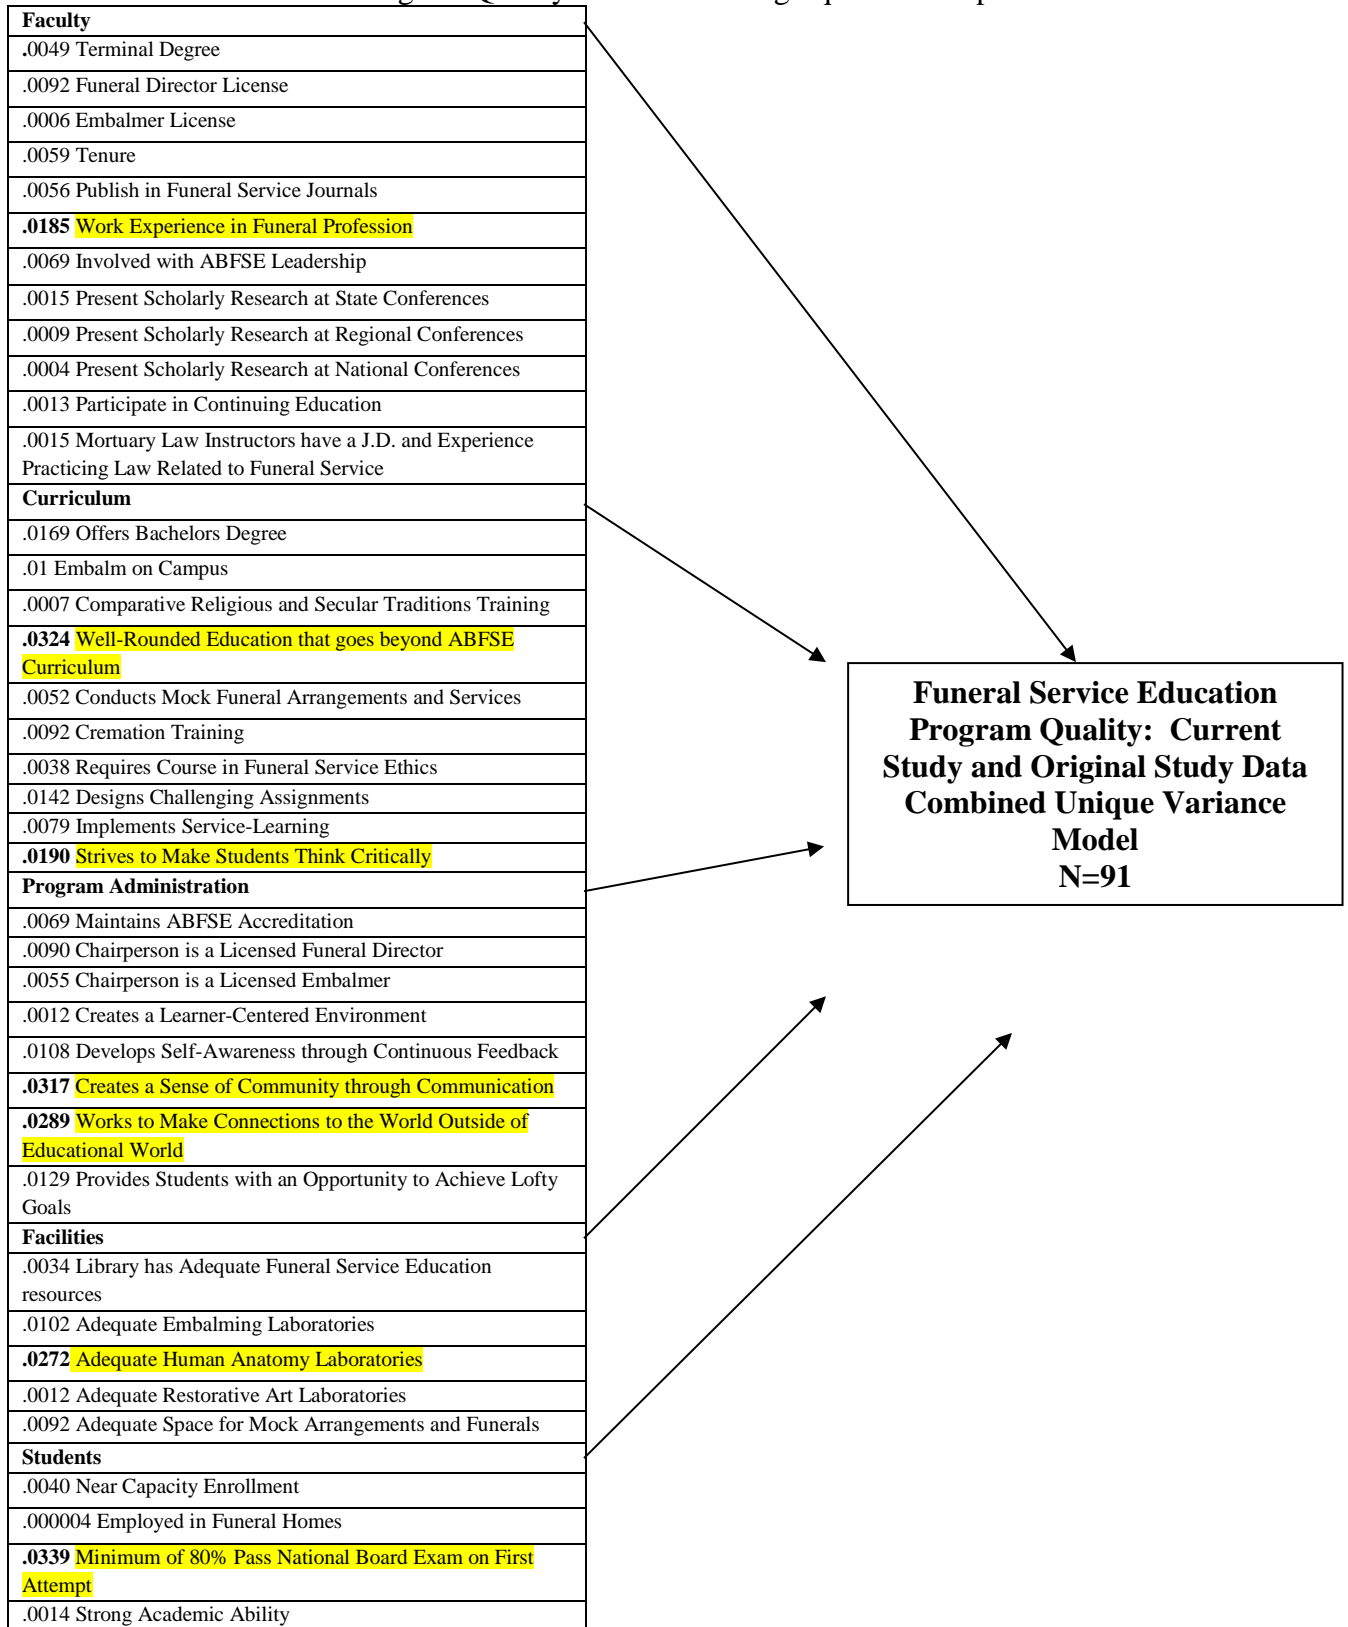 Faculty
.0049 Terminal Degree
.0092 Funeral Director License
.0006 Embalmer License
.0059 Tenure
.0056 Publish in Funeral Service Journals
.0185 Work Experience in Funeral Profession
.0069 Involved with ABFSE Leadership
.0015 Present Scholarly Research at State Conferences
.0009 Present Scholarly Research at Regional Conferences
.0004 Present Scholarly Research at National Conferences
.0013 Participate in Continuing Education
.0015 Mortuary Law Instructors have a J.D. and Experience
Practicing Law Related to Funeral Service
Curriculum
.0169 Offers Bachelors Degree
.01 Embalm on Campus
.0007 Comparative Religious and Secular Traditions Training
.0324 Well-Rounded Education that goes beyond ABFSE
Curriculum
.0052 Conducts Mock Funeral Arrangements and Services
.0092 Cremation Training
.0038 Requires Course in Funeral Service Ethics
.0142 Designs Challenging Assignments
.0079 Implements Service-Learning
.0190 Strives to Make Students Think Critically
Program Administration
.0069 Maintains ABFSE Accreditation
.0090 Chairperson is a Licensed Funeral Director
.0055 Chairperson is a Licensed Embalmer
.0012 Creates a Learner-Centered Environment
.0108 Develops Self-Awareness through Continuous Feedback
.0317 Creates a Sense of Community through Communication
.0289 Works to Make Connections to the World Outside of
Educational World
.0129 Provides Students with an Opportunity to Achieve Lofty
Goals
Facilities
.0034 Library has Adequate Funeral Service Education
resources
.0102 Adequate Embalming Laboratories
.0272 Adequate Human Anatomy Laboratories
.0012 Adequate Restorative Art Laboratories
.0092 Adequate Space for Mock Arrangements and Funerals
Students
.0040 Near Capacity Enrollment
.000004 Employed in Funeral Homes
.0339 Minimum of 80% Pass National Board Exam on First
Attempt
.0014 Strong Academic Ability
Funeral Service Education
Program Quality: Current
Study and Original Study Data
Combined Unique Variance
Model
N=91